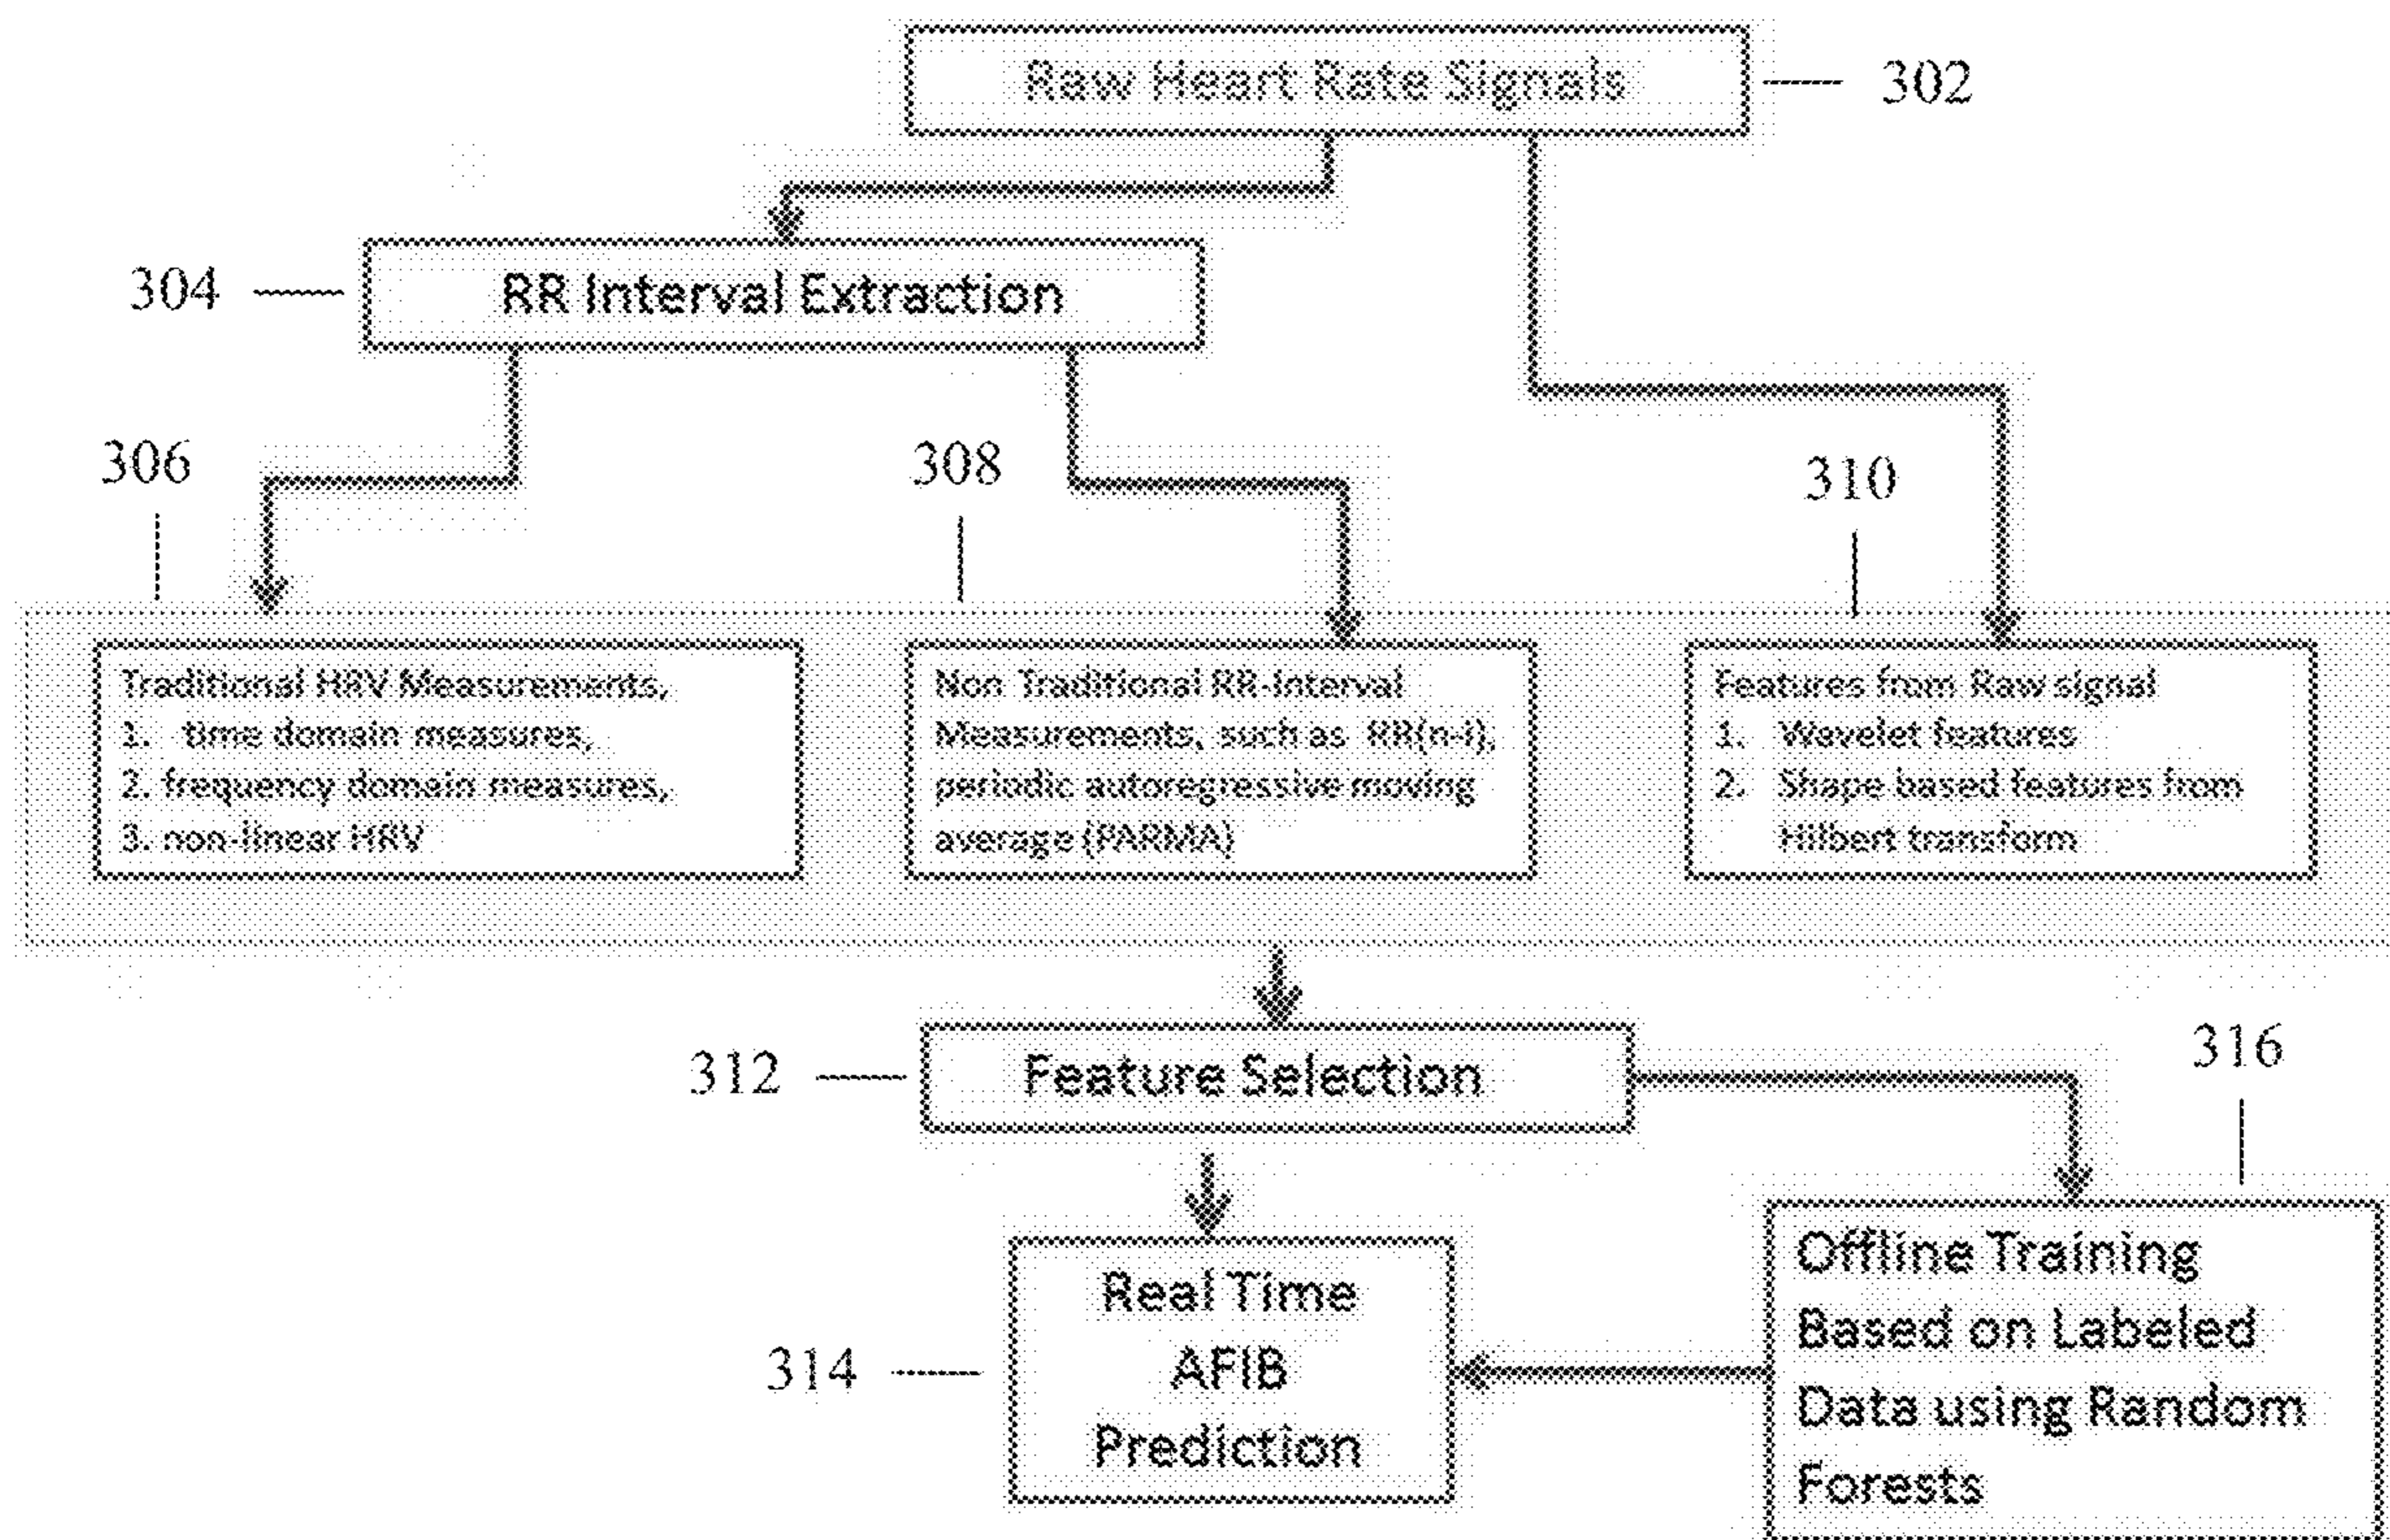 Raw Heart Rate Signals
302
304
RR Interval Extraction
306
308
310
Traditional HRV Measurements,
1. time domain measures,
2. frequency domain measures,
3. non-linear HRV
Non Traditional RR-Interval
Measurements, such as RR(n-i),
periodic autoregressive moving
average (PARMA)
Features from Raw signal
1. Wavelet features
2. Shape based features from
Hilbert transform
312
Feature Selection
316
314
Real Time
AFIB
Prediction
Offline Training
Based on Labeled
Data using Random
Forests